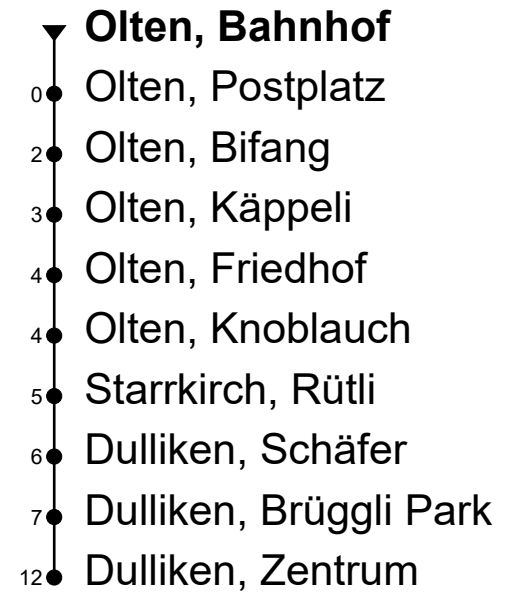 Olten, Bahnhof
0 Olten, Postplatz
2 Olten, Bifang
3 Olten, Käppeli
4 Olten, Friedhof
4 Olten, Knoblauch
5 Starrkirch, Rütli
6 Dulliken, Schäfer
7 Dulliken, Brüggli Park
12 Dulliken, Zentrum